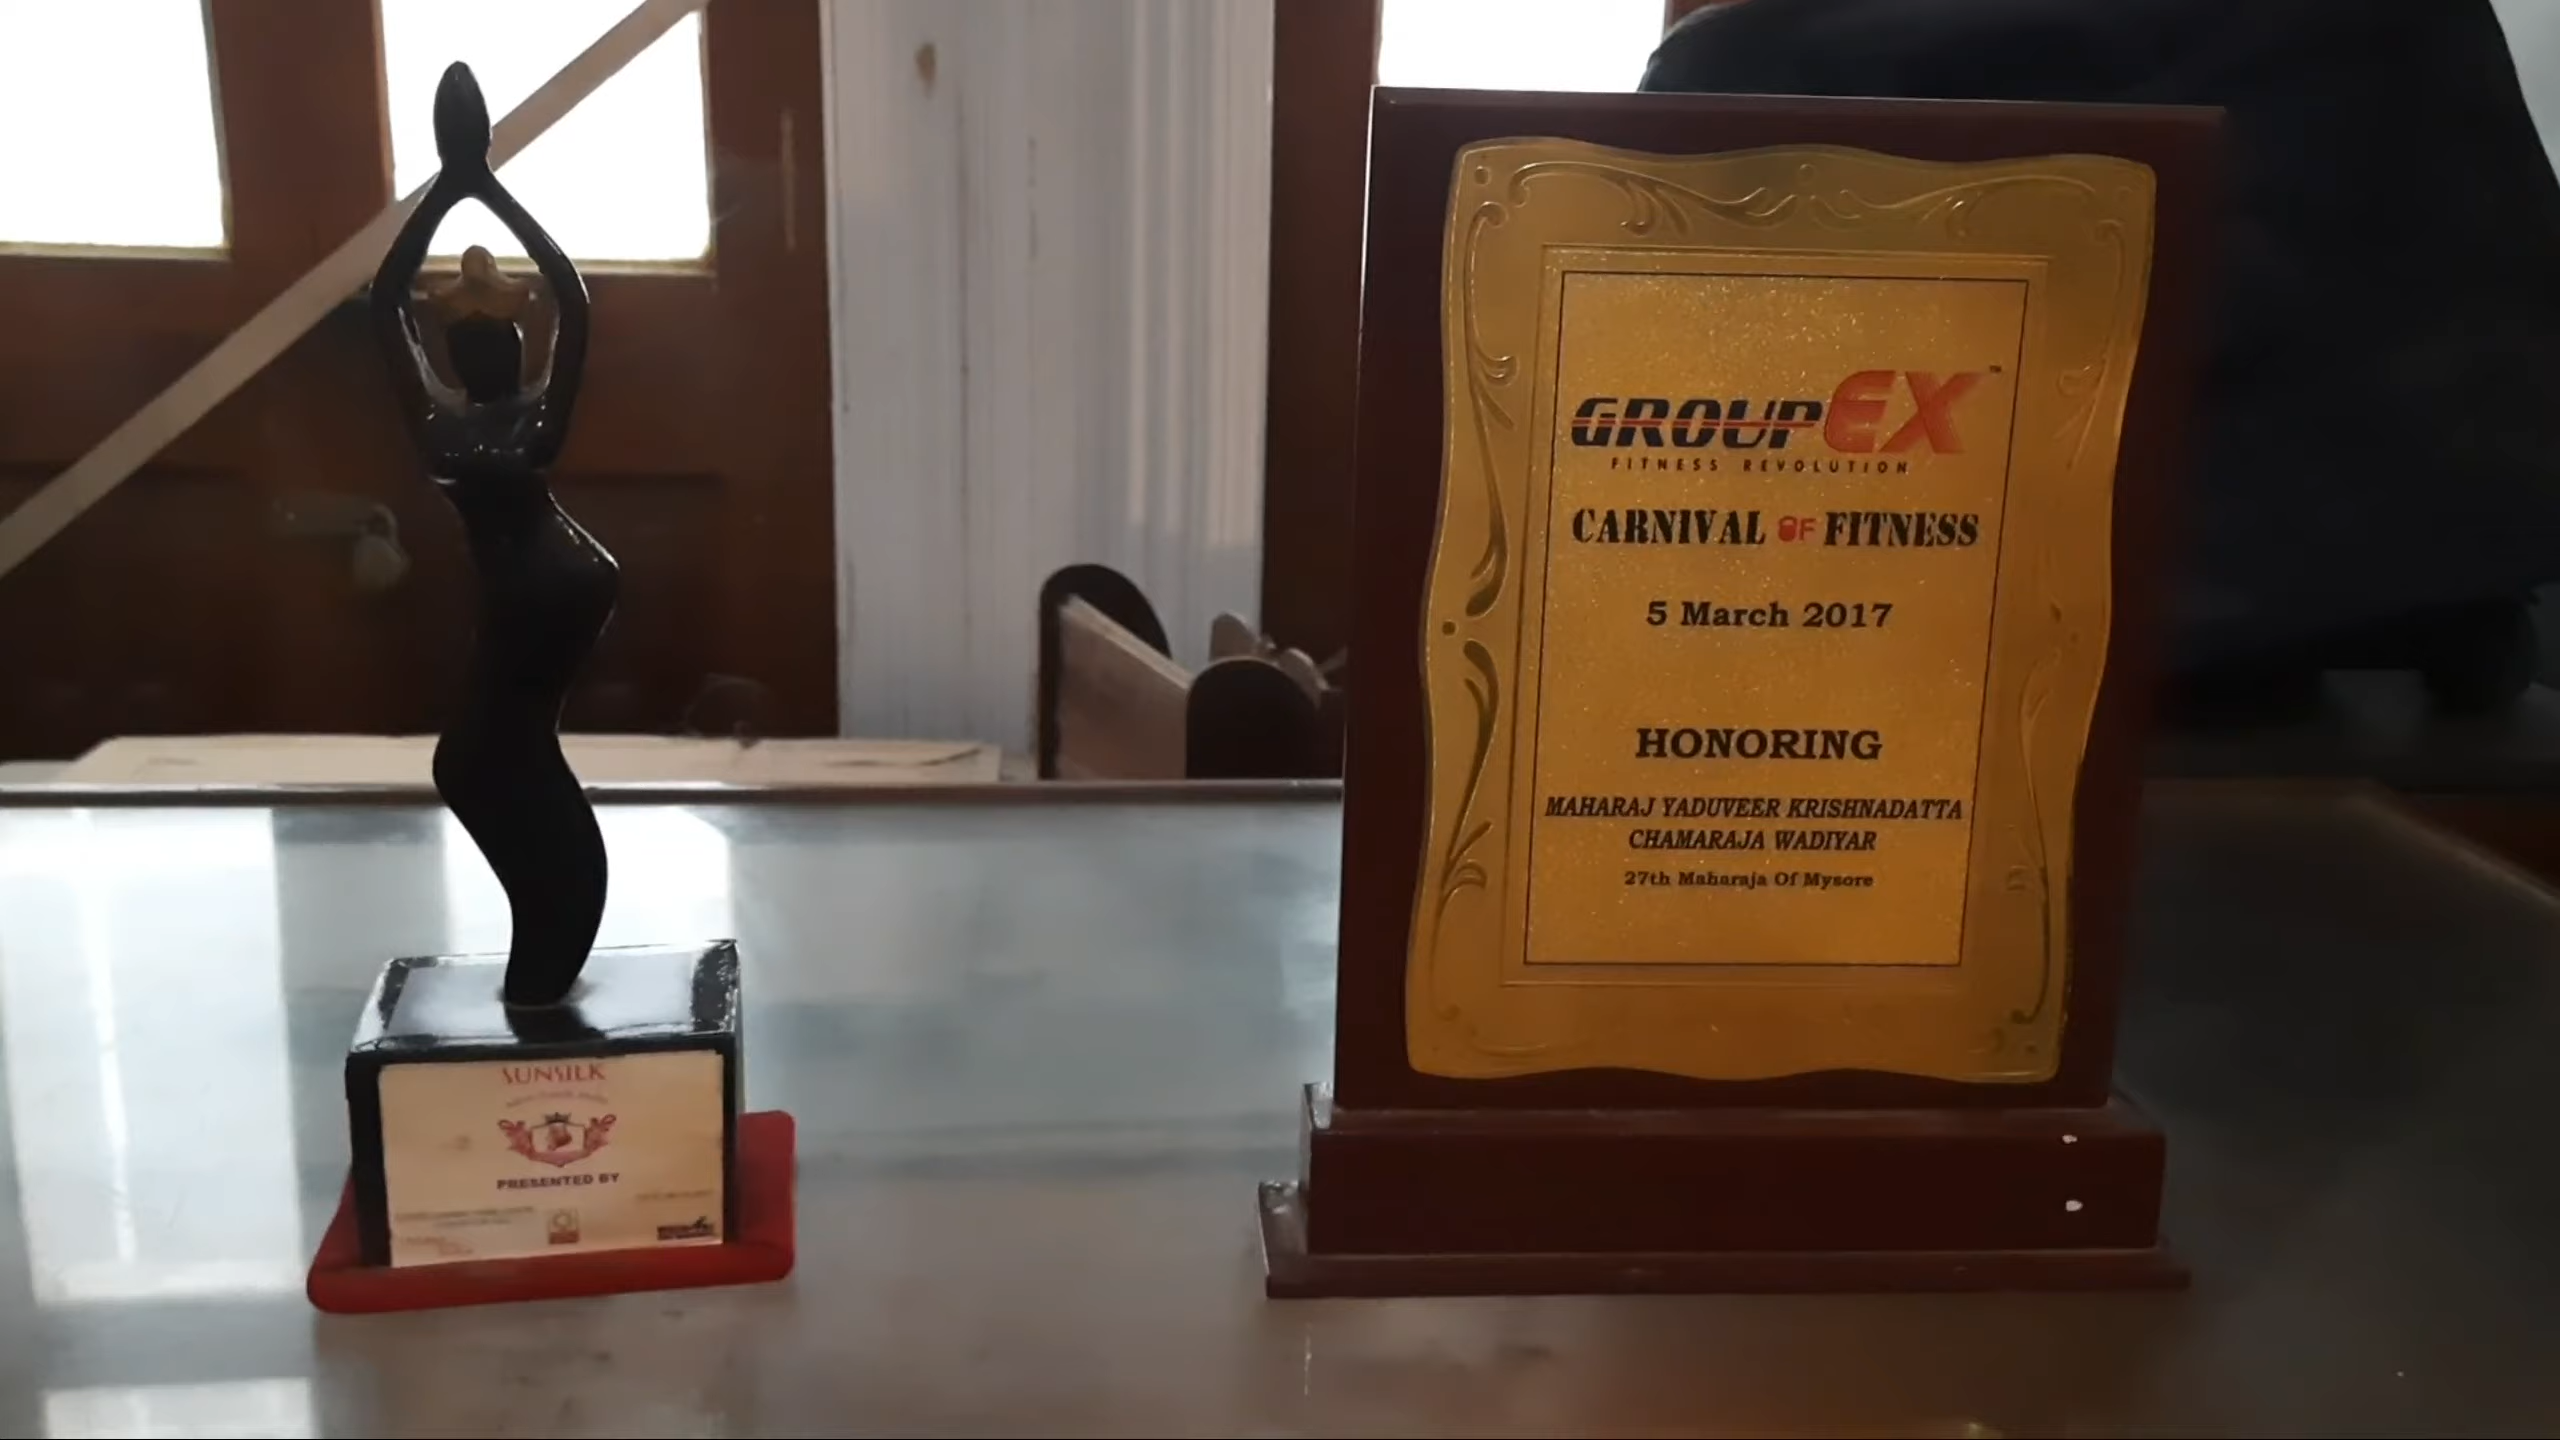 SUNSILK
PRESENTED BY
GROUPEX™
FITNESS REVOLUTION
CARNIVAL OF FITNESS
5 March 2017
HONORING
MAHARAJ YADUVEER KRISHNADATTA
CHAMARAJA WADIYAR
27th Maharaja Of Mysore